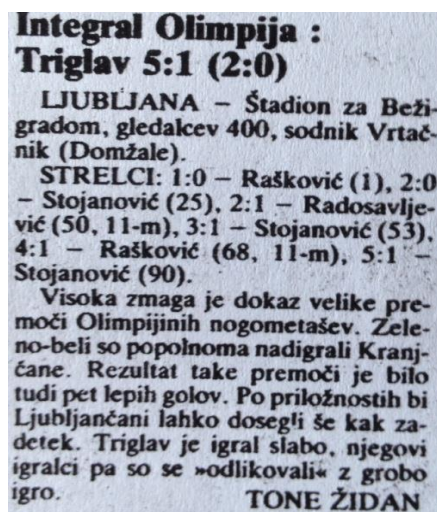 Integral Olimpija :
Triglav 5:1 (2:0)
LJUBLJANA — Štadion za Beži-
gradom, gledalcev 400, sodnik Vrtač-
nik (Domžale).
STRELCI: 1:0 — Rašković (1), 2:0
— Stojanović (25), 2:1 — Radosavlje-
vić (50, 11-m), 3:1 — Stojanović (53),
4:1 — Rašković (68, 11-m), 5:1 —
Stojanović (90).
Visoka zmaga je dokaz velike pre-
moči Olimpijinih nogometašev. Zele-
no-beli so popolnoma nadigrali Kranj-
čane. Rezultat take premoči je bilo
tudi pet lepih golov. Po priložnostih bi
Ljubljančani lahko dosegli še kak za-
detek. Triglav je igral slabo, njegovi
igralci pa so se »odlikovali« z grobo
igro. TONE ŽIDAN